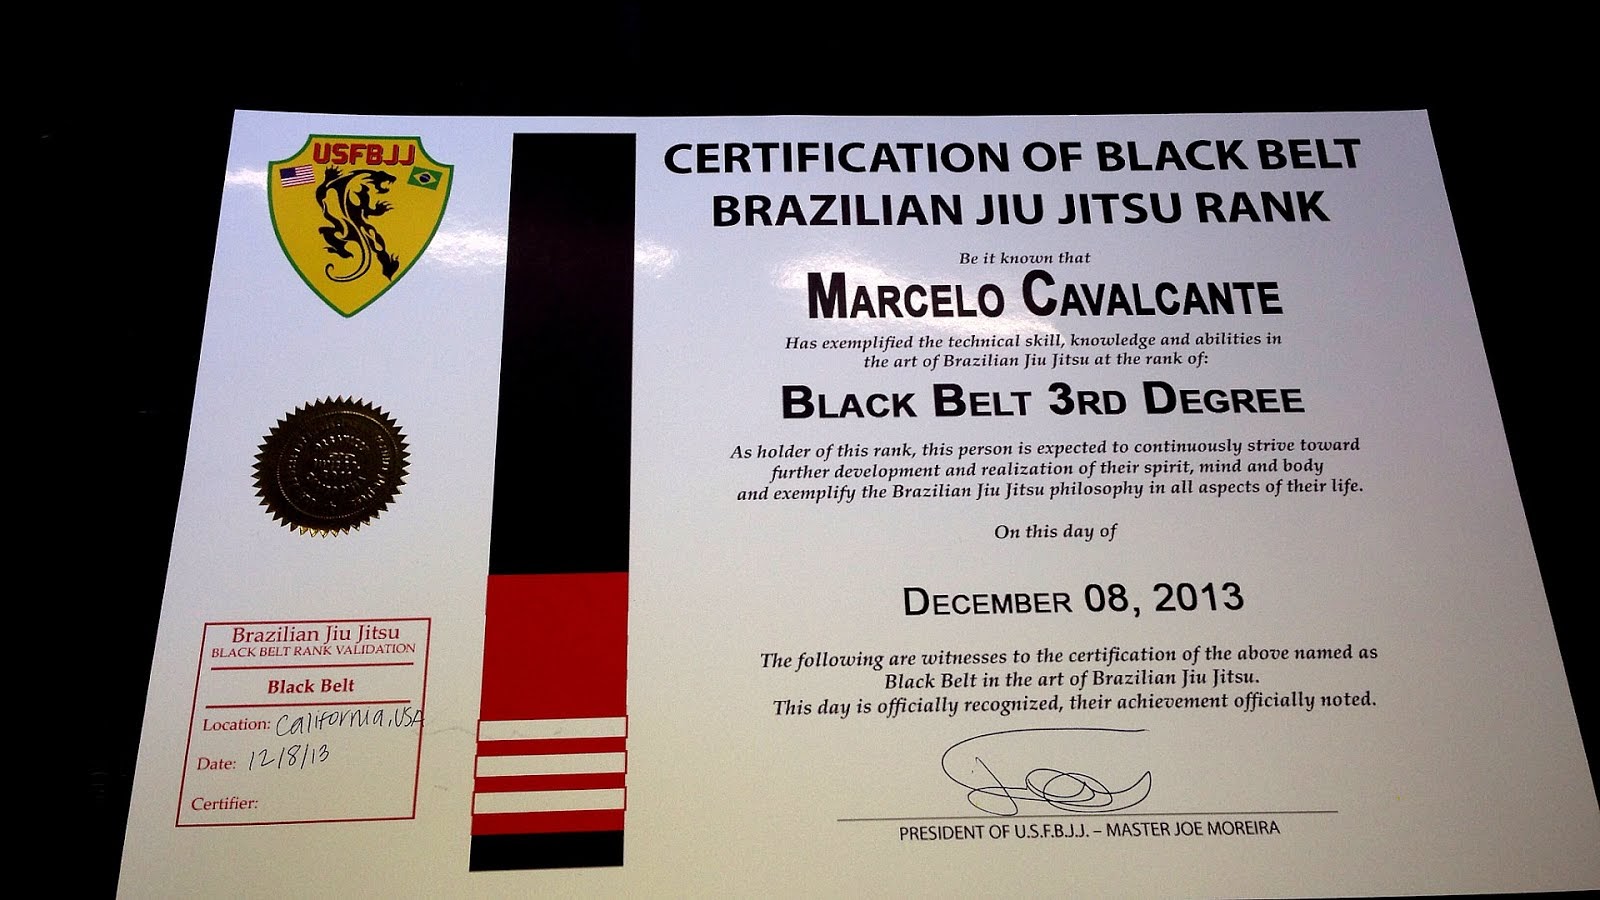 USFBJJ
CERTIFICATION OF BLACK BELT
BRAZILIAN JIU JITSU RANK
Be it known that
MARCELO CAVALCANTE
Has exemplified the technical skill, knowledge and abilities in
the art of Brazilian Jiu Jitsu at the rank of:
BLACK BELT 3RD DEGREE
As holder of this rank, this person is expected to continuously strive toward
further development and realization of their spirit, mind and body
and exemplify the Brazilian Jiu Jitsu philosophy in all aspects of their life.
On this day of
DECEMBER 08, 2013
The following are witnesses to the certification of the above named as
Black Belt in the art of Brazilian Jiu Jitsu.
This day is officially recognized, their achievement officially noted.
PRESIDENT OF U.S.F.B.J.J. – MASTER JOE MOREIRA
Brazilian Jiu Jitsu
BLACK BELT RANK VALIDATION
Black Belt
Location: California, USA
Date: 12/8/13
Certifier: